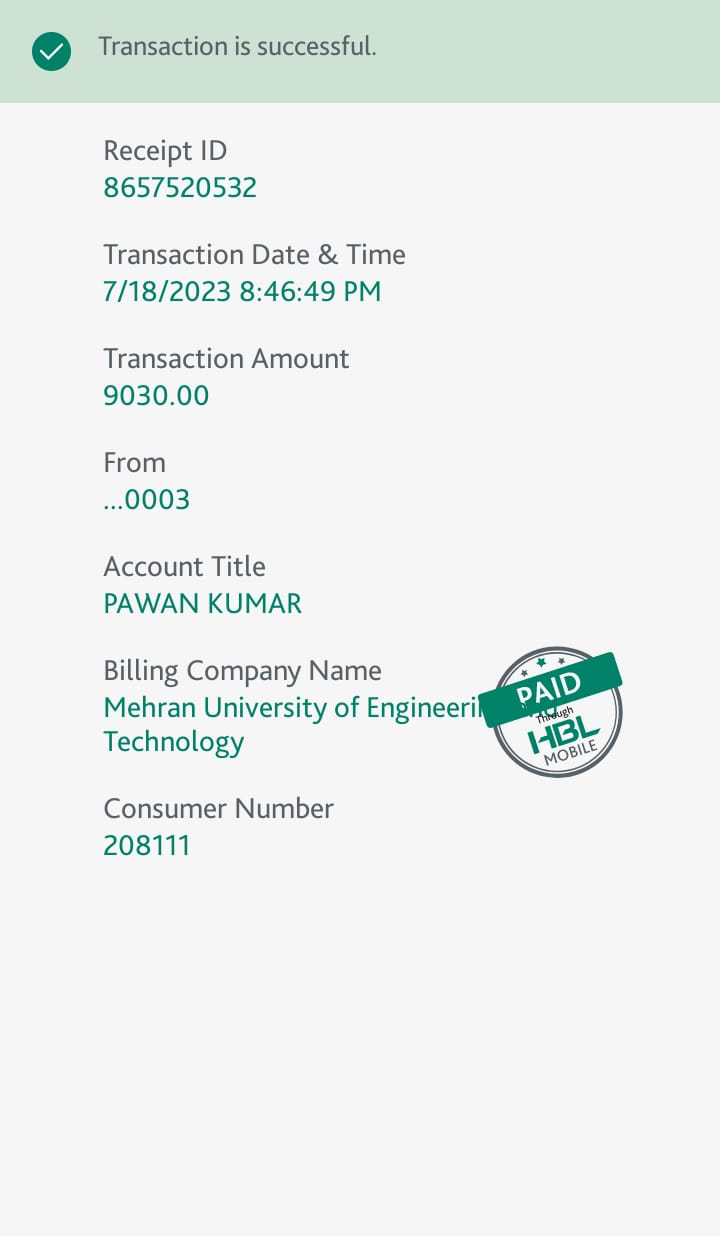 Transaction is successful.
Receipt ID
8657520532
Transaction Date & Time
7/18/2023 8:46:49 PM
Transaction Amount
9030.00
From
...0003
Account Title
PAWAN KUMAR
Billing Company Name
Mehran University of
Technology
PAID
Through
HBL
MOBILE
Consumer Number
208111